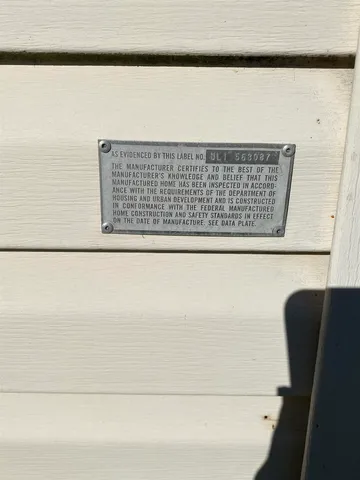 AS EVIDENCED BY THIS LABEL NO. ULI 563087
THE MANUFACTURER CERTIFIES TO THE BEST OF THE
MANUFACTURER'S KNOWLEDGE AND BELIEF THAT THIS
MANUFACTURED HOME HAS BEEN INSPECTED IN ACCORD-
ANCE WITH THE REQUIREMENTS OF THE DEPARTMENT OF
HOUSING AND URBAN DEVELOPMENT AND IS CONSTRUCTED
IN CONFORMANCE WITH THE FEDERAL MANUFACTURED
HOME CONSTRUCTION AND SAFETY STANDARDS IN EFFECT
ON THE DATE OF MANUFACTURE. SEE DATA PLATE.